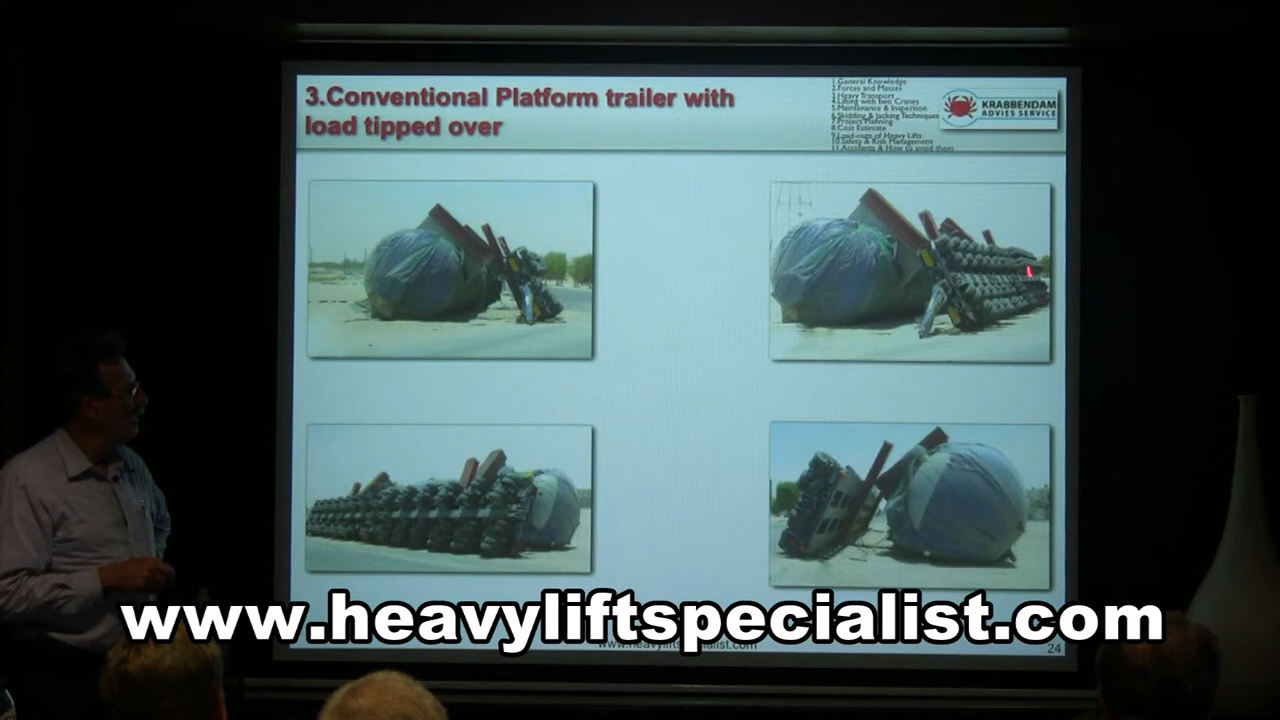 3.Conventional Platform trailer with
load tipped over
1.General Knowledge
2.Forces and Masses
3.Heavy Transport
4.Lifting with two Cranes
5.Maintenance & Inspection
6.Skidding & Jacking Techniques
7.Project Planning
8.Cost Estimate
9.Load-outs of Heavy Lifts
10.Safety & Risk Management
11.Accidents & How to avoid them
KRABBENDAM
ADVIES SERVICE
www.heavyliftspecialist.com
www.heavyliftspecialist.com
24